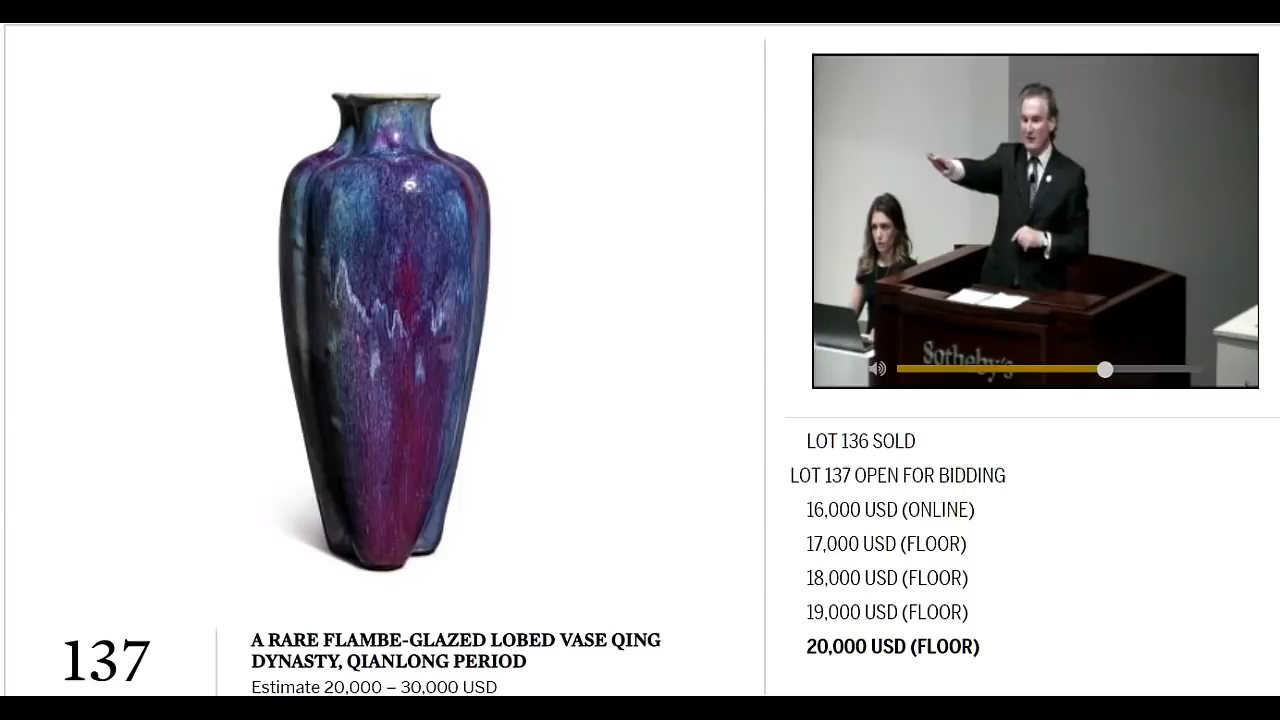 Sotheby's
LOT 136 SOLD
LOT 137 OPEN FOR BIDDING
16,000 USD (ONLINE)
17,000 USD (FLOOR)
18,000 USD (FLOOR)
19,000 USD (FLOOR)
20,000 USD (FLOOR)
137
A RARE FLAMBE-GLAZED LOBED VASE QING
DYNASTY, QIANLONG PERIOD
Estimate 20,000 – 30,000 USD